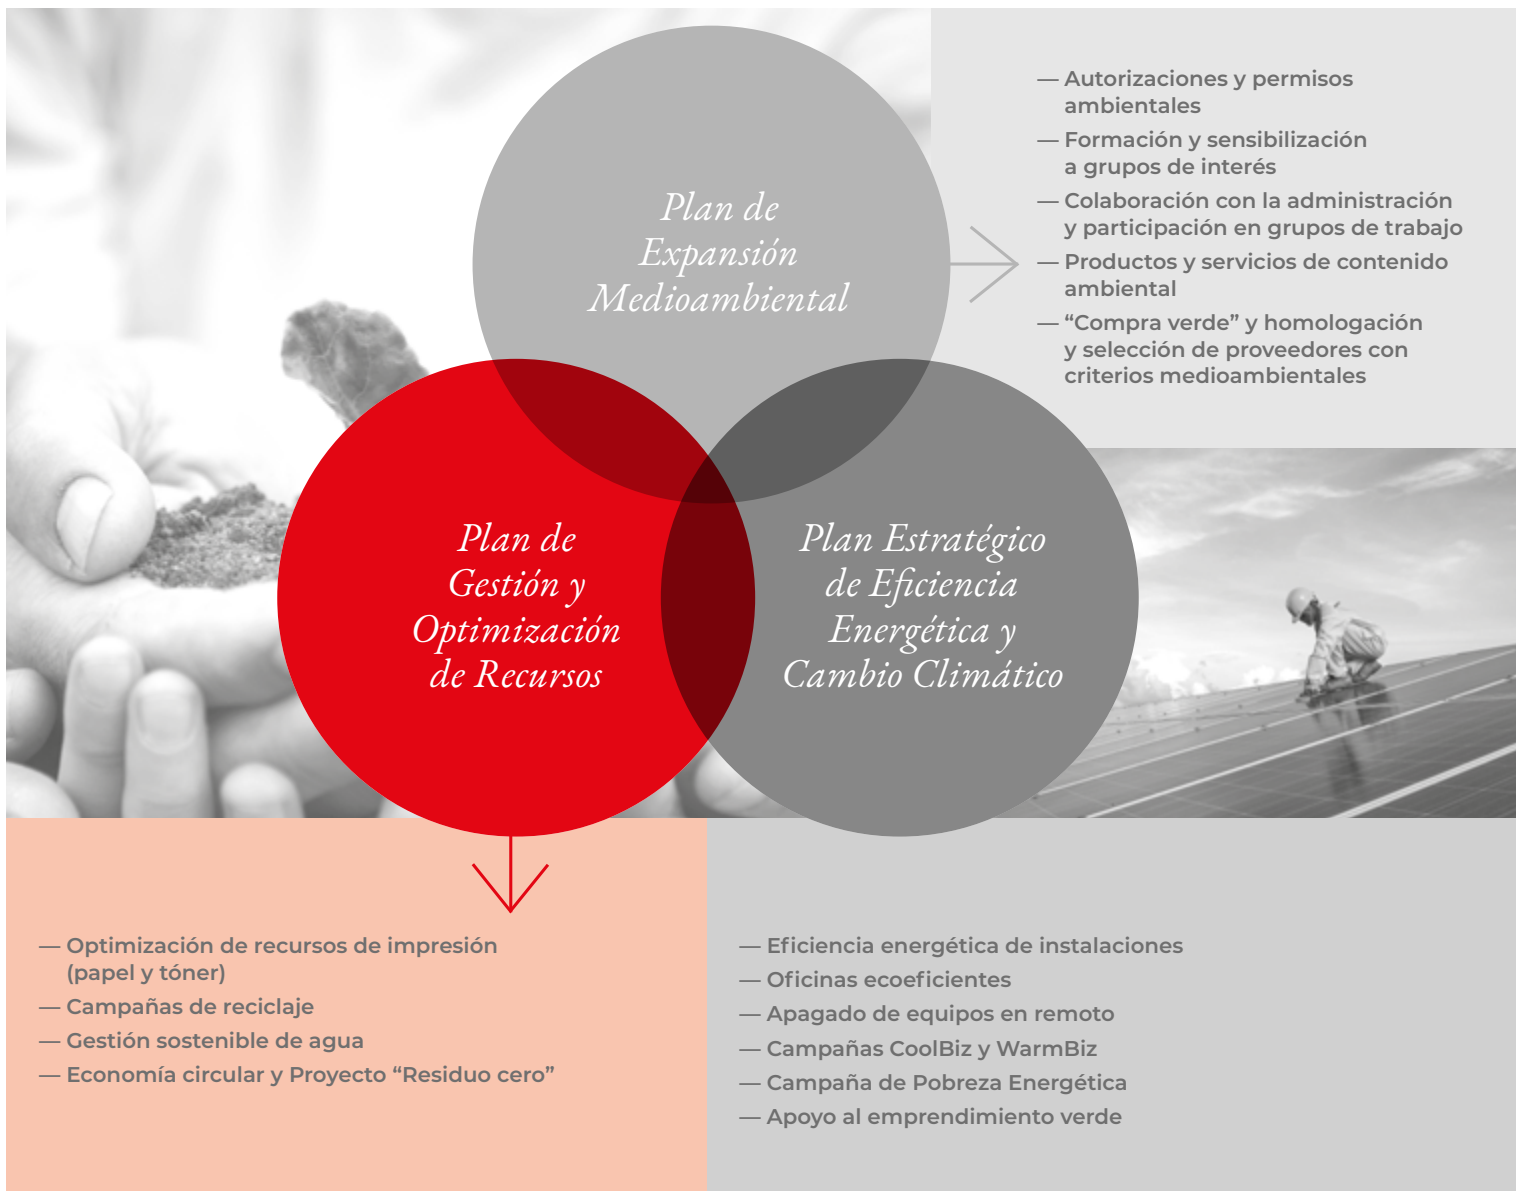 Plan de
Expansión
Medioambiental
— Autorizaciones y permisos
ambientales
— Formación y sensibilización
a grupos de interés
— Colaboración con la administración
y participación en grupos de trabajo
— Productos y servicios de contenido
ambiental
— “Compra verde” y homologación
y selección de proveedores con
criterios medioambientales
Plan de
Gestión y
Optimización
de Recursos
Plan Estratégico
de Eficiencia
Energética y
Cambio Climático
— Optimización de recursos de impresión
(papel y tóner)
— Campañas de reciclaje
— Gestión sostenible de agua
— Economía circular y Proyecto “Residuo cero”
— Eficiencia energética de instalaciones
— Oficinas ecoeficientes
— Apagado de equipos en remoto
— Campañas CoolBiz y WarmBiz
— Campaña de Pobreza Energética
— Apoyo al emprendimiento verde